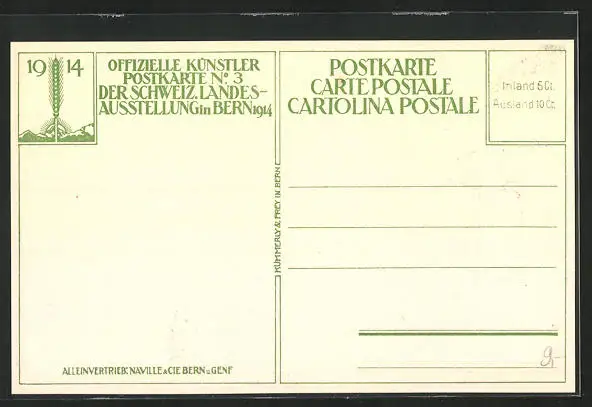 19 14
OFFIZIELLE KÜNSTLER
POSTKARTE No. 3
DER SCHWEIZ. LANDES-
AUSSTELLUNG in BERN 1914
POSTKARTE
CARTE POSTALE
CARTOLINA POSTALE
Inland 5 Ct.
Ausland 10 Ct.
KÜMMERLY & FREY IN BERN
ALLEINVERTRIEB: NAVILLE & CIE BERN u. GENF
9,-